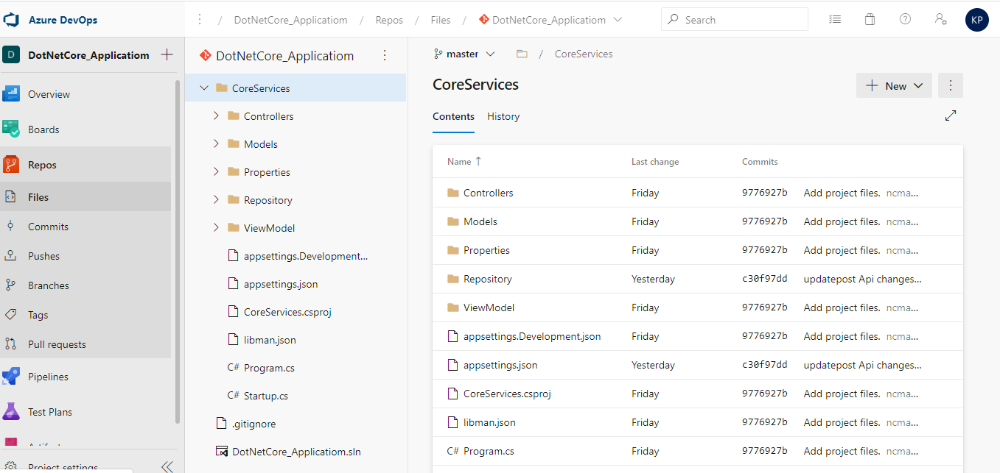 Azure DevOps
/ DotNetCore_Application / Repos / Files / DotNetCore_Application
Search
KP
D DotNetCore_Applicatiom
Overview
Boards
Repos
Files
Commits
Pushes
Branches
Tags
Pull requests
Pipelines
Test Plans
Project settings
DotNetCore_Applicatiom
CoreServices
Controllers
Models
Properties
Repository
ViewModel
appsettings.Development...
appsettings.json
CoreServices.csproj
libman.json
C# Program.cs
C# Startup.cs
.gitignore
DotNetCore_Applicatiom.sln
master / CoreServices
CoreServices
New
Contents History
Name ↑ Last change Commits
Controllers Friday 9776927b Add project files. ncma...
Models Friday 9776927b Add project files. ncma...
Properties Friday 9776927b Add project files. ncma...
Repository Yesterday c30f97dd updatepost Api changes...
ViewModel Friday 9776927b Add project files. ncma...
appsettings.Development.json Friday 9776927b Add project files. ncma...
appsettings.json Yesterday c30f97dd updatepost Api changes...
CoreServices.csproj Friday 9776927b Add project files. ncma...
libman.json Friday 9776927b Add project files. ncma...
C# Program.cs Friday 9776927b Add project files. ncma...